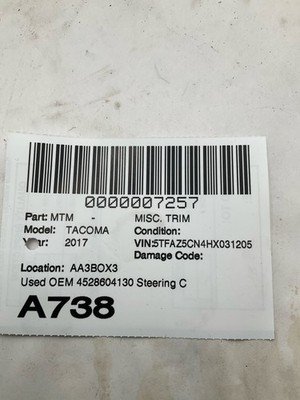 0000007257
Part: MTM - MISC. TRIM
Model: TACOMA Condition:
Year: 2017 VIN:5TFAZ5CN4HX031205
Damage Code:
Location: AA3BOX3
Used OEM 4528604130 Steering C
A738